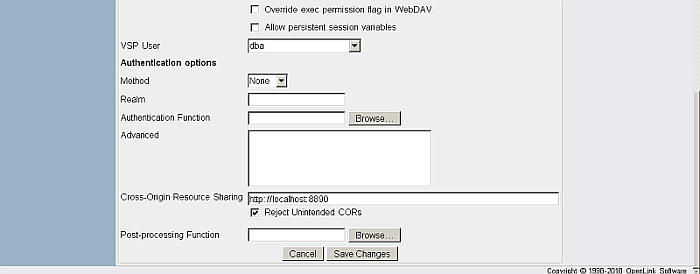 Override exec permission flag in WebDAV
Allow persistent session variables
VSP User dba
Authentication options
Method None
Realm
Authentication Function Browse...
Advanced
Cross-Origin Resource Sharing http://localhost:8890
Reject Unintended CORs
Post-processing Function Browse...
Cancel Save Changes
Copyright © 1998-2010 OpenLink Software